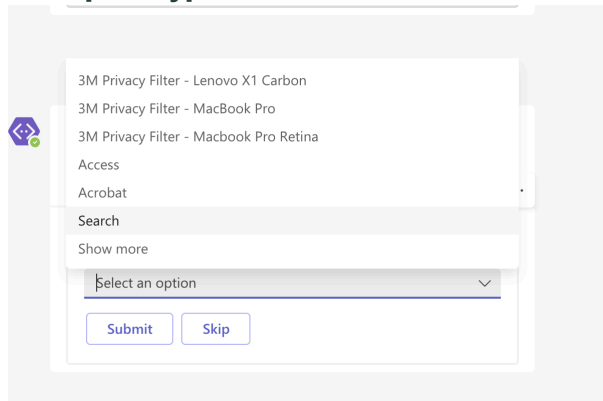 3M Privacy Filter - Lenovo X1 Carbon
3M Privacy Filter - MacBook Pro
3M Privacy Filter - Macbook Pro Retina
Access
Acrobat
Search
Show more
Select an option
Submit
Skip